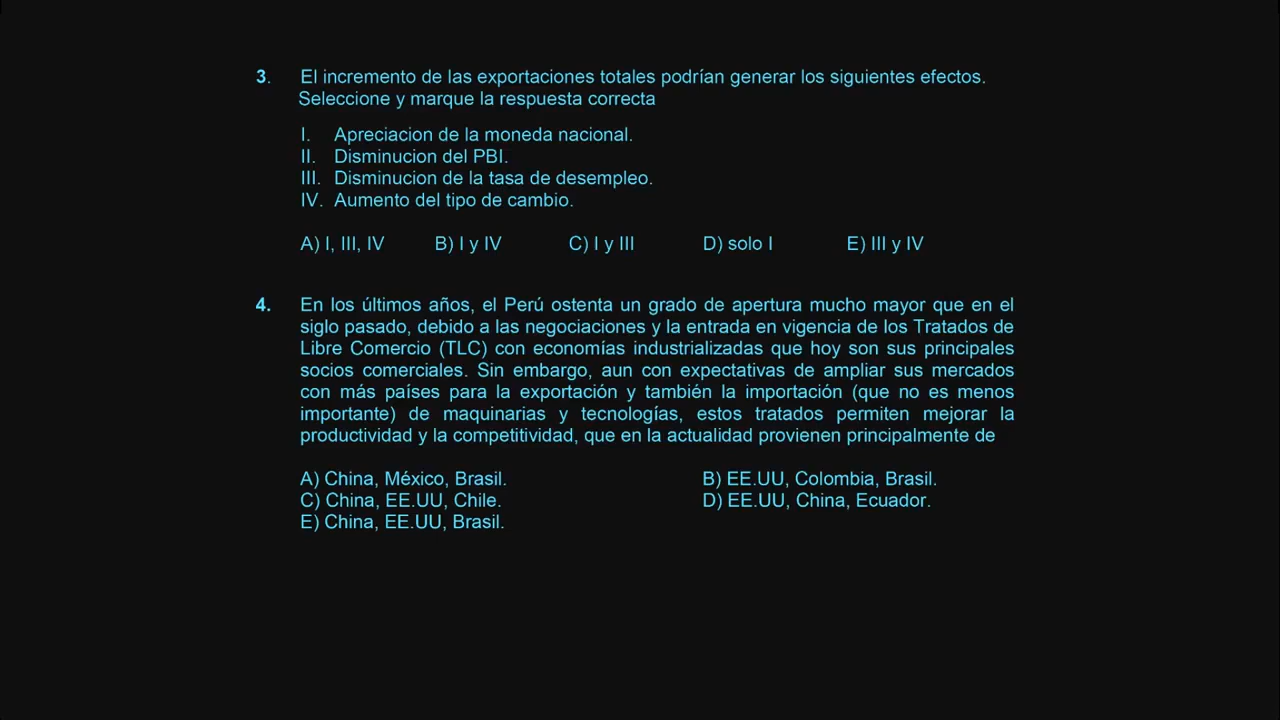 3. El incremento de las exportaciones totales podrían generar los siguientes efectos.
Seleccione y marque la respuesta correcta
I. Apreciacion de la moneda nacional.
II. Disminucion del PBI.
III. Disminucion de la tasa de desempleo.
IV. Aumento del tipo de cambio.
A) I, III, IV B) I y IV C) I y III D) solo I E) III y IV
4. En los últimos años, el Perú ostenta un grado de apertura mucho mayor que en el
siglo pasado, debido a las negociaciones y la entrada en vigencia de los Tratados de
Libre Comercio (TLC) con economías industrializadas que hoy son sus principales
socios comerciales. Sin embargo, aun con expectativas de ampliar sus mercados
con más países para la exportación y también la importación (que no es menos
importante) de maquinarias y tecnologías, estos tratados permiten mejorar la
productividad y la competitividad, que en la actualidad provienen principalmente de
A) China, México, Brasil. B) EE.UU, Colombia, Brasil.
C) China, EE.UU, Chile. D) EE.UU, China, Ecuador.
E) China, EE.UU, Brasil.